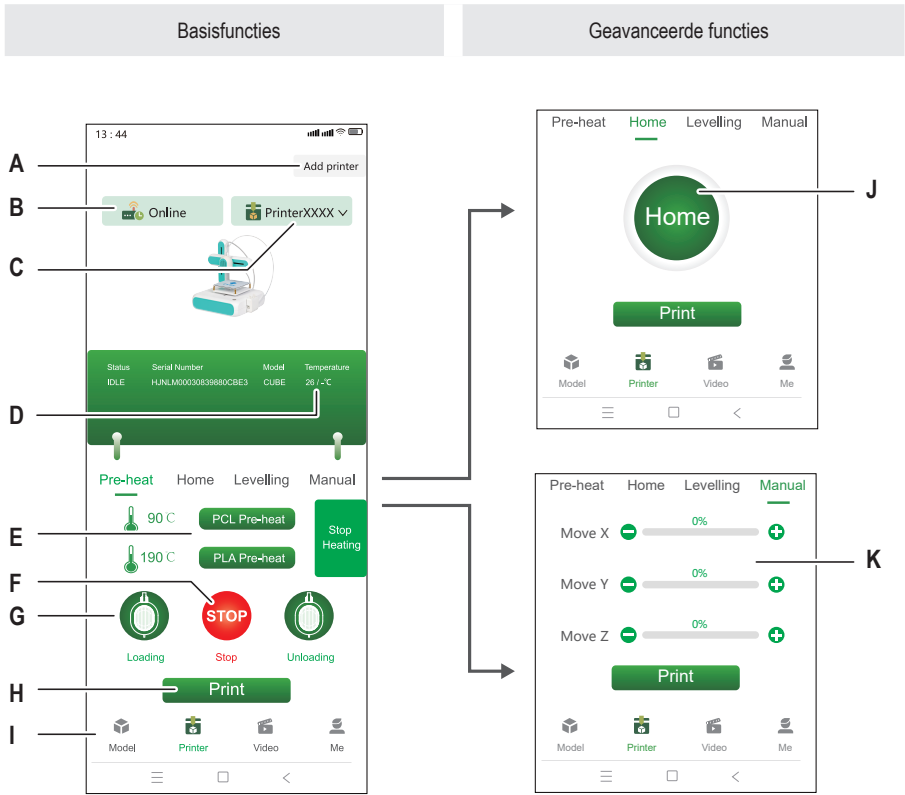 Basisfuncties
Geavanceerde functies
13 : 44
A
Add printer
B
Online
PrinterXXXX
C
Status Serial Number Model Temperature
IDLE HJNLM00030839680CBE3 CUBE 26 / -℃
D
Pre-heat Home Levelling Manual
E
90℃
PCL Pre-heat
190℃
PLA Pre-heat
Stop
Heating
F
G
STOP
Loading Stop Unloading
H
Print
I
Model Printer Video Me
Pre-heat Home Levelling Manual
Home
J
Print
Model Printer Video Me
Pre-heat Home Levelling Manual
0%
Move X
K
0%
Move Y
0%
Move Z
Print
Model Printer Video Me